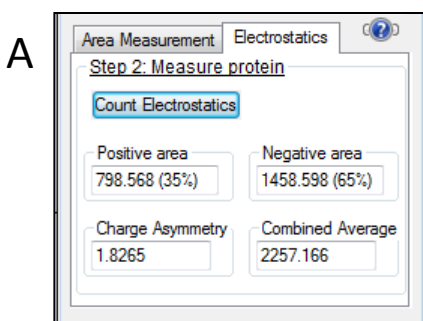 A
Area Measurement Electrostatics ?
Step 2: Measure protein
Count Electrostatics
Positive area Negative area
798.568 (35%) 1458.598 (65%)
Charge Asymmetry Combined Average
1.8265 2257.166